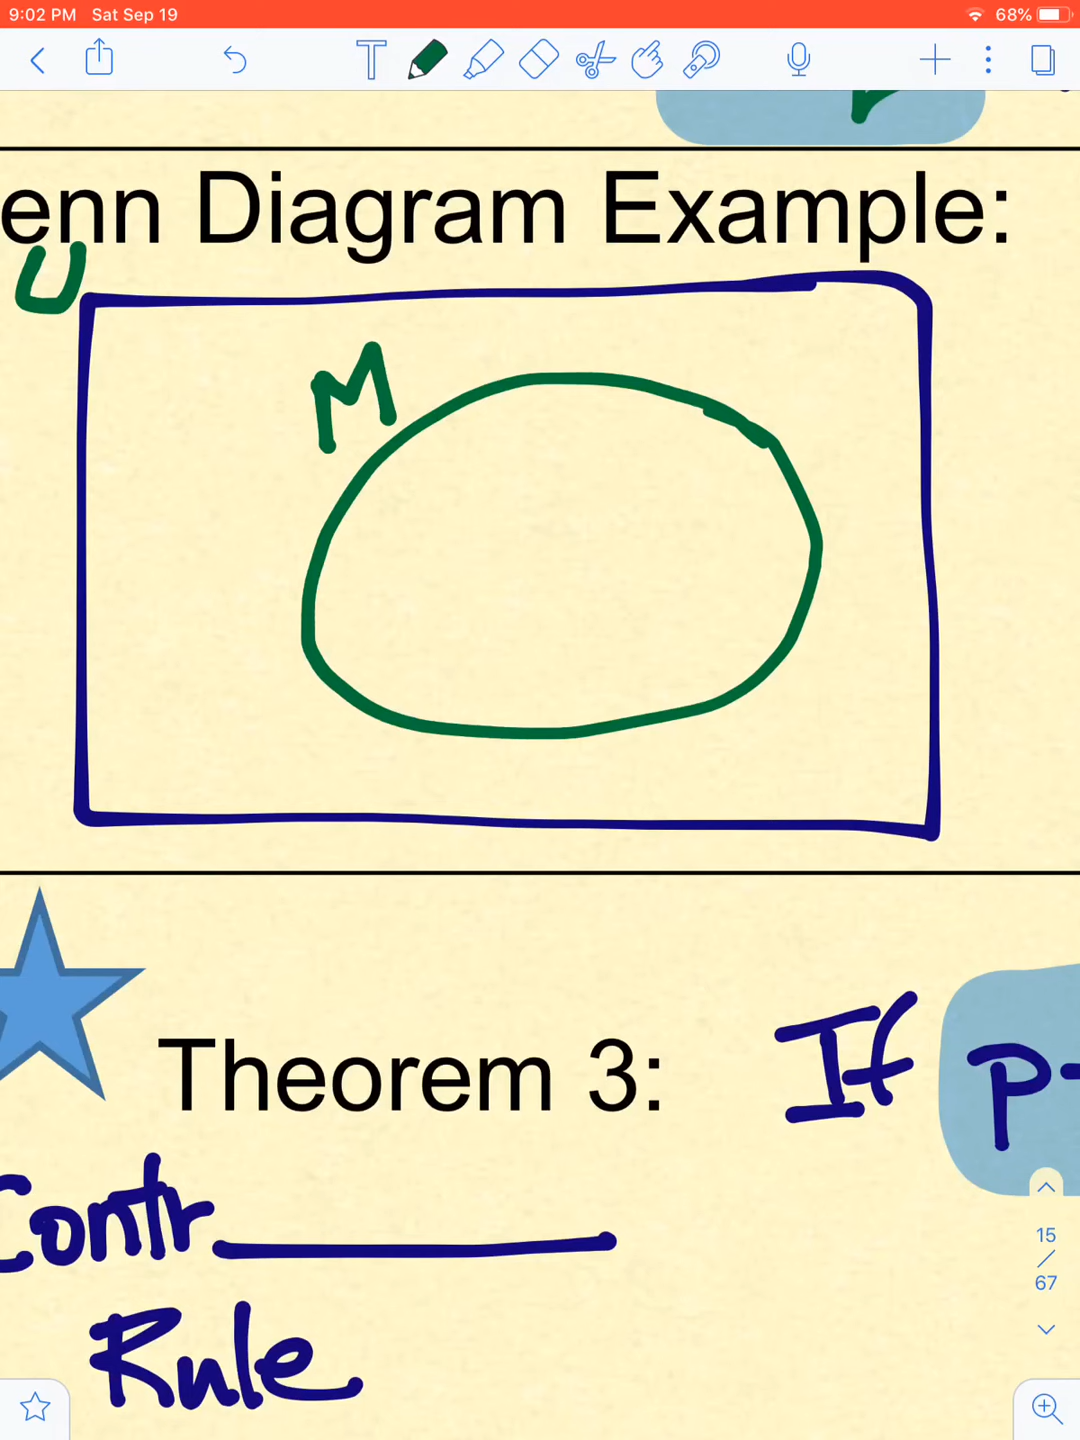 9:02 PM Sat Sep 19 68%
T
enn Diagram Example:
U
M
Theorem 3: If p
Contr
Rule
15
/
67